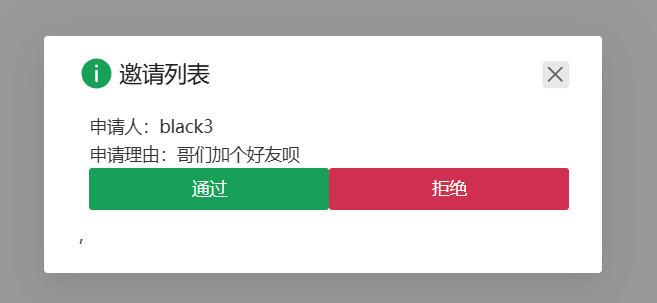 邀请列表
申请人：black3
申请理由：哥们加个好友呗
通过 拒绝
,